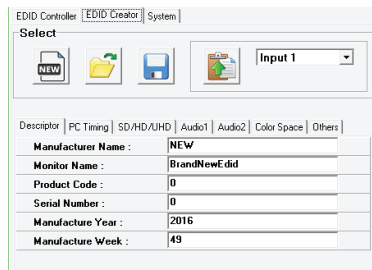 EDID Controller EDID Creator System
Select
NEW
Input 1
Descriptor PC Timing SD/HD/UHD Audio1 Audio2 Color Space Others
Manufacturer Name : NEW
Monitor Name : BrandNewEdid
Product Code : 0
Serial Number : 0
Manufacture Year : 2016
Manufacture Week : 49